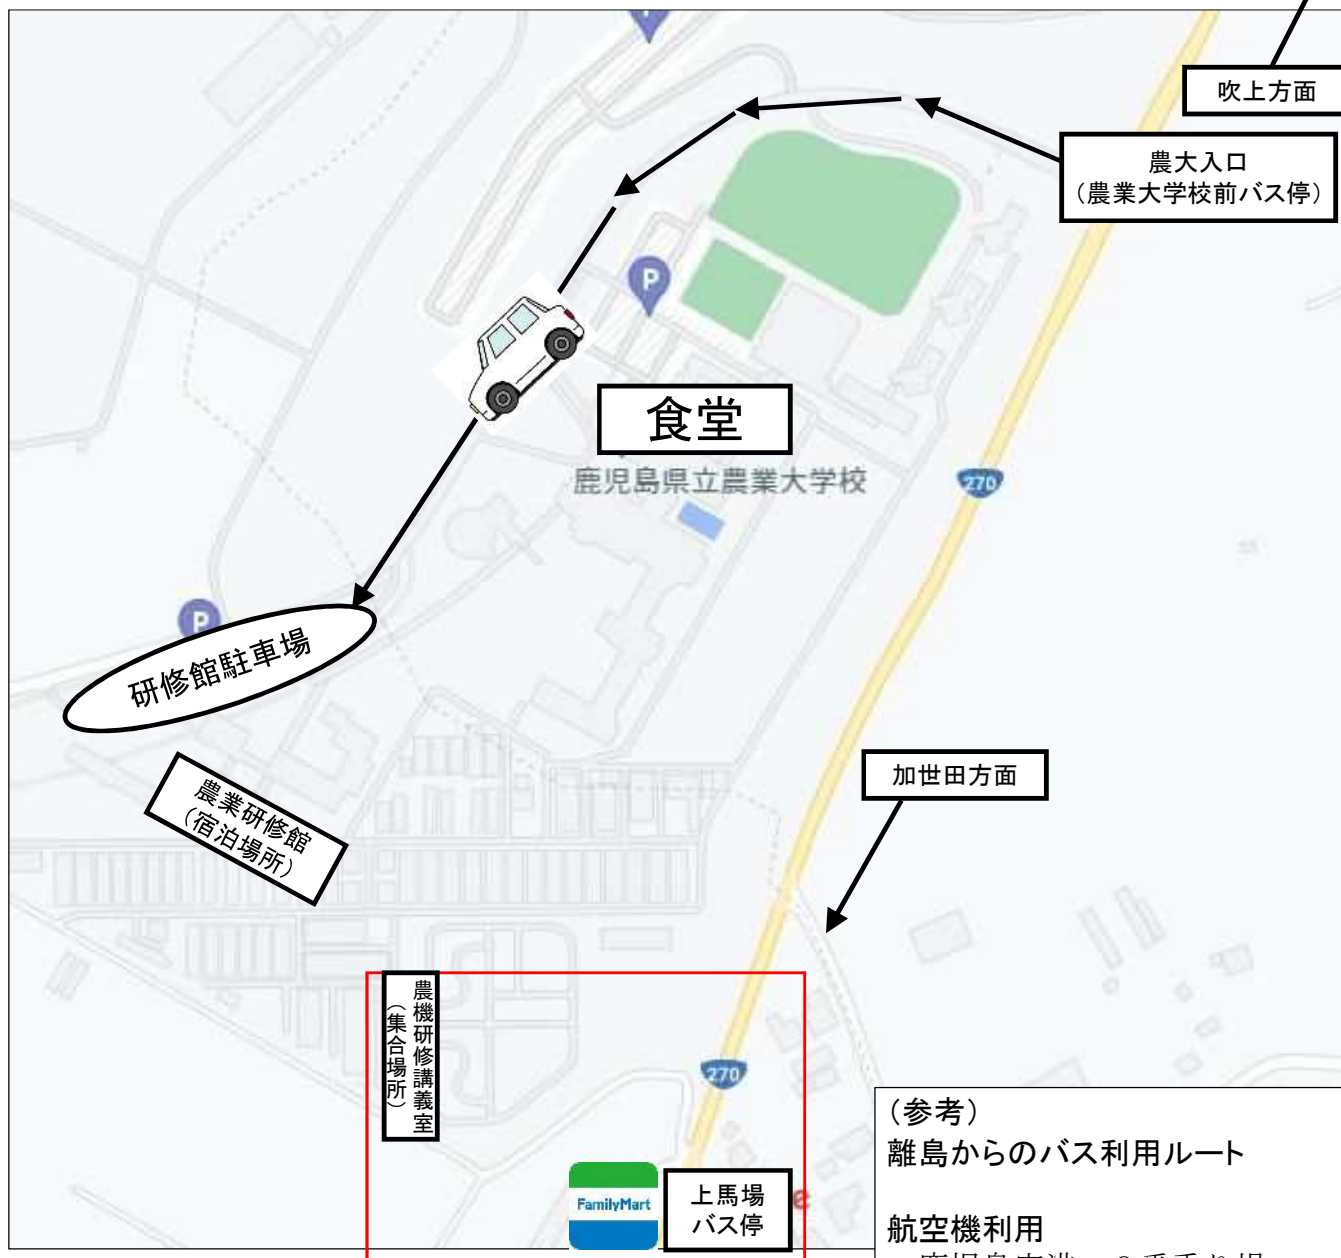 吹上方面
農大入口
（農業大学校前バス停）
P
食堂
鹿児島県立農業大学校
270
P
研修館駐車場
農業研修館
（宿泊場所）
加世田方面
農機研修講義室
（集合場所）
270
FamilyMart
上馬場
バス停
e
（参考）
離島からのバス利用ルート
航空機利用